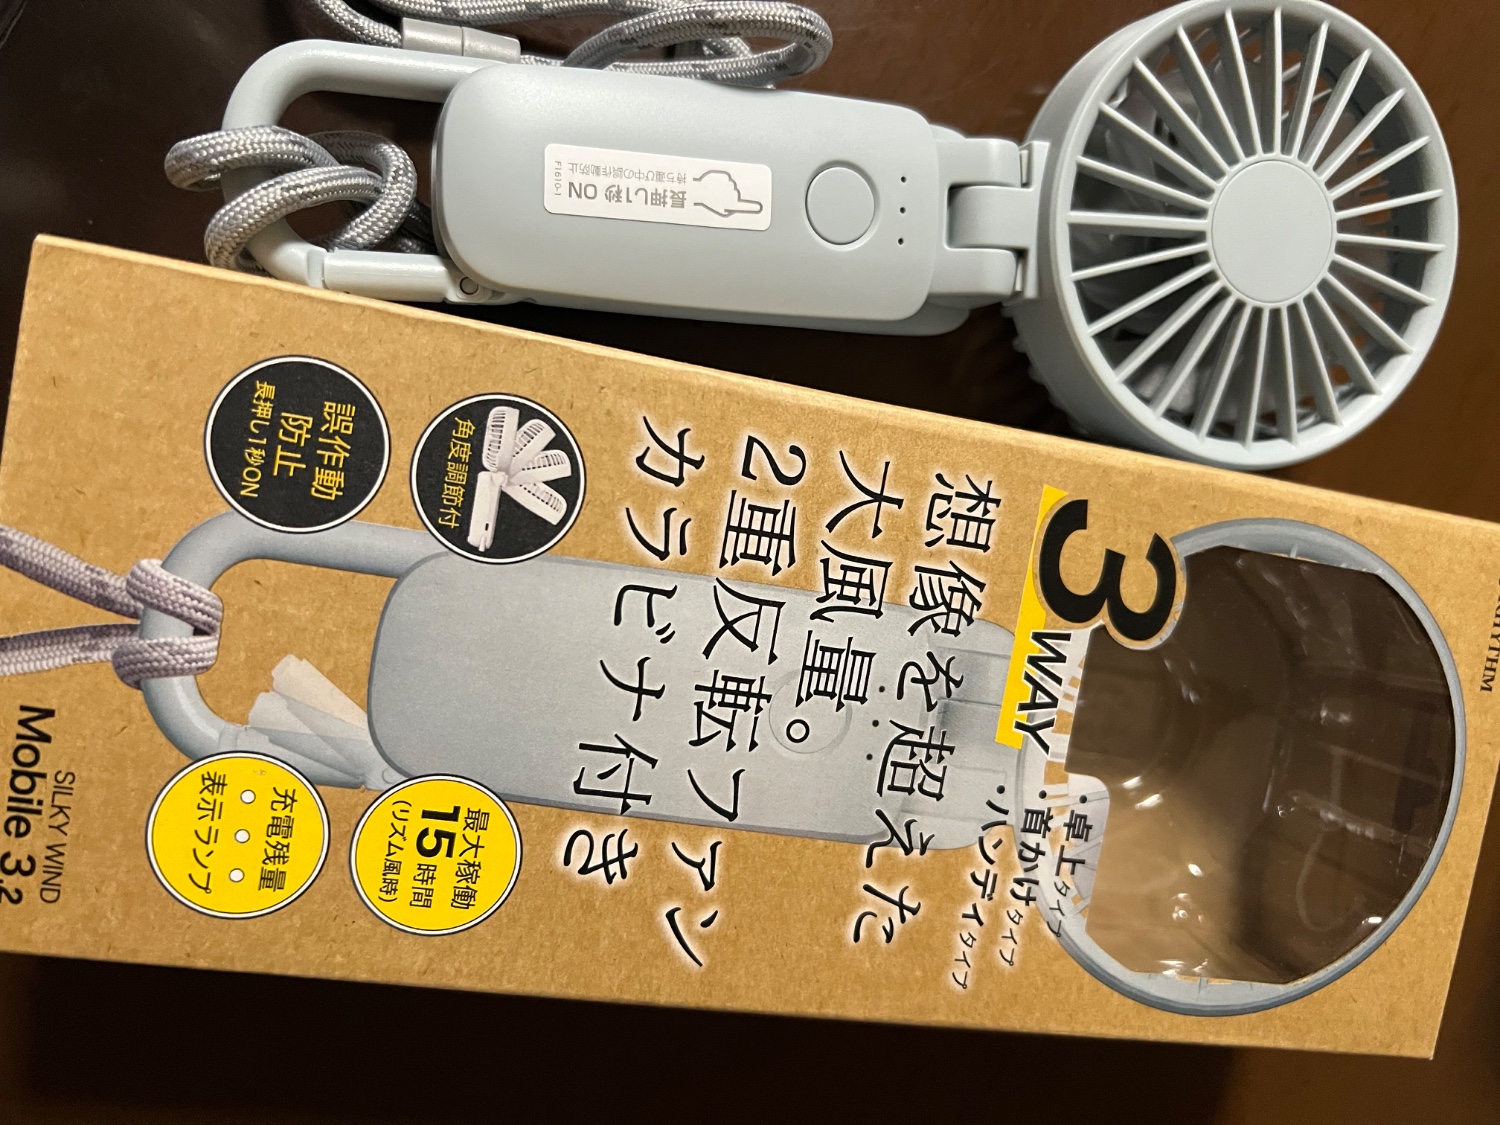 長押し1秒 ON
持ち運び中の誤作動防止
F1610-1
RHYTHM
3
WAY
・卓上タイプ
・首かけタイプ
・ハンディタイプ
想像を超えた
大風量。
2重反転ファン
カラビナ付き
角度調節付
誤作動
防止
長押し1秒ON
最大稼働
15時間
(リズム風時)
充電残量
表示ランプ
SILKY WIND
Mobile 3.2